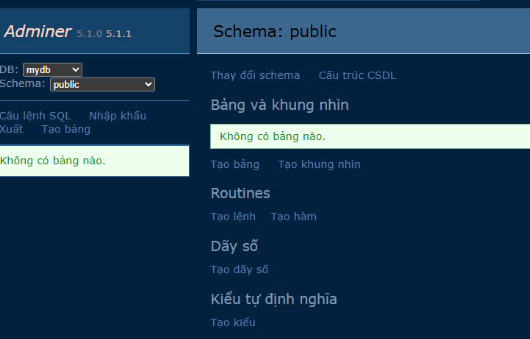 Adminer 5.1.0 5.1.1
DB: mydb
Schema: public
Câu lệnh SQL Nhập khẩu
Xuất Tạo bảng
Không có bảng nào.
Schema: public
Thay đổi schema Cấu trúc CSDL
Bảng và khung nhìn
Không có bảng nào.
Tạo bảng Tạo khung nhìn
Routines
Tạo lệnh Tạo hàm
Dãy số
Tạo dãy số
Kiểu tự định nghĩa
Tạo kiểu